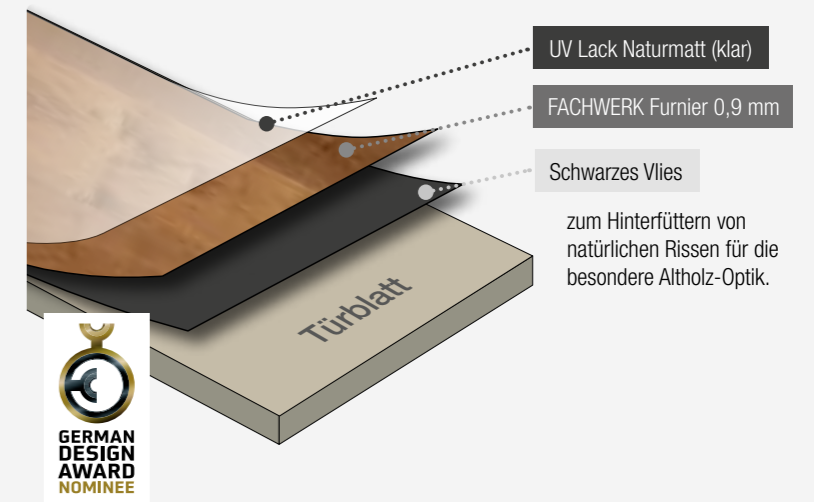 UV Lack Naturmatt (klar)
FACHWERK Furnier 0,9 mm
Schwarzes Vlies
zum Hinterfüttern von
natürlichen Rissen für die
besondere Altholz-Optik.
Türblatt
GERMAN
DESIGN
AWARD
NOMINEE